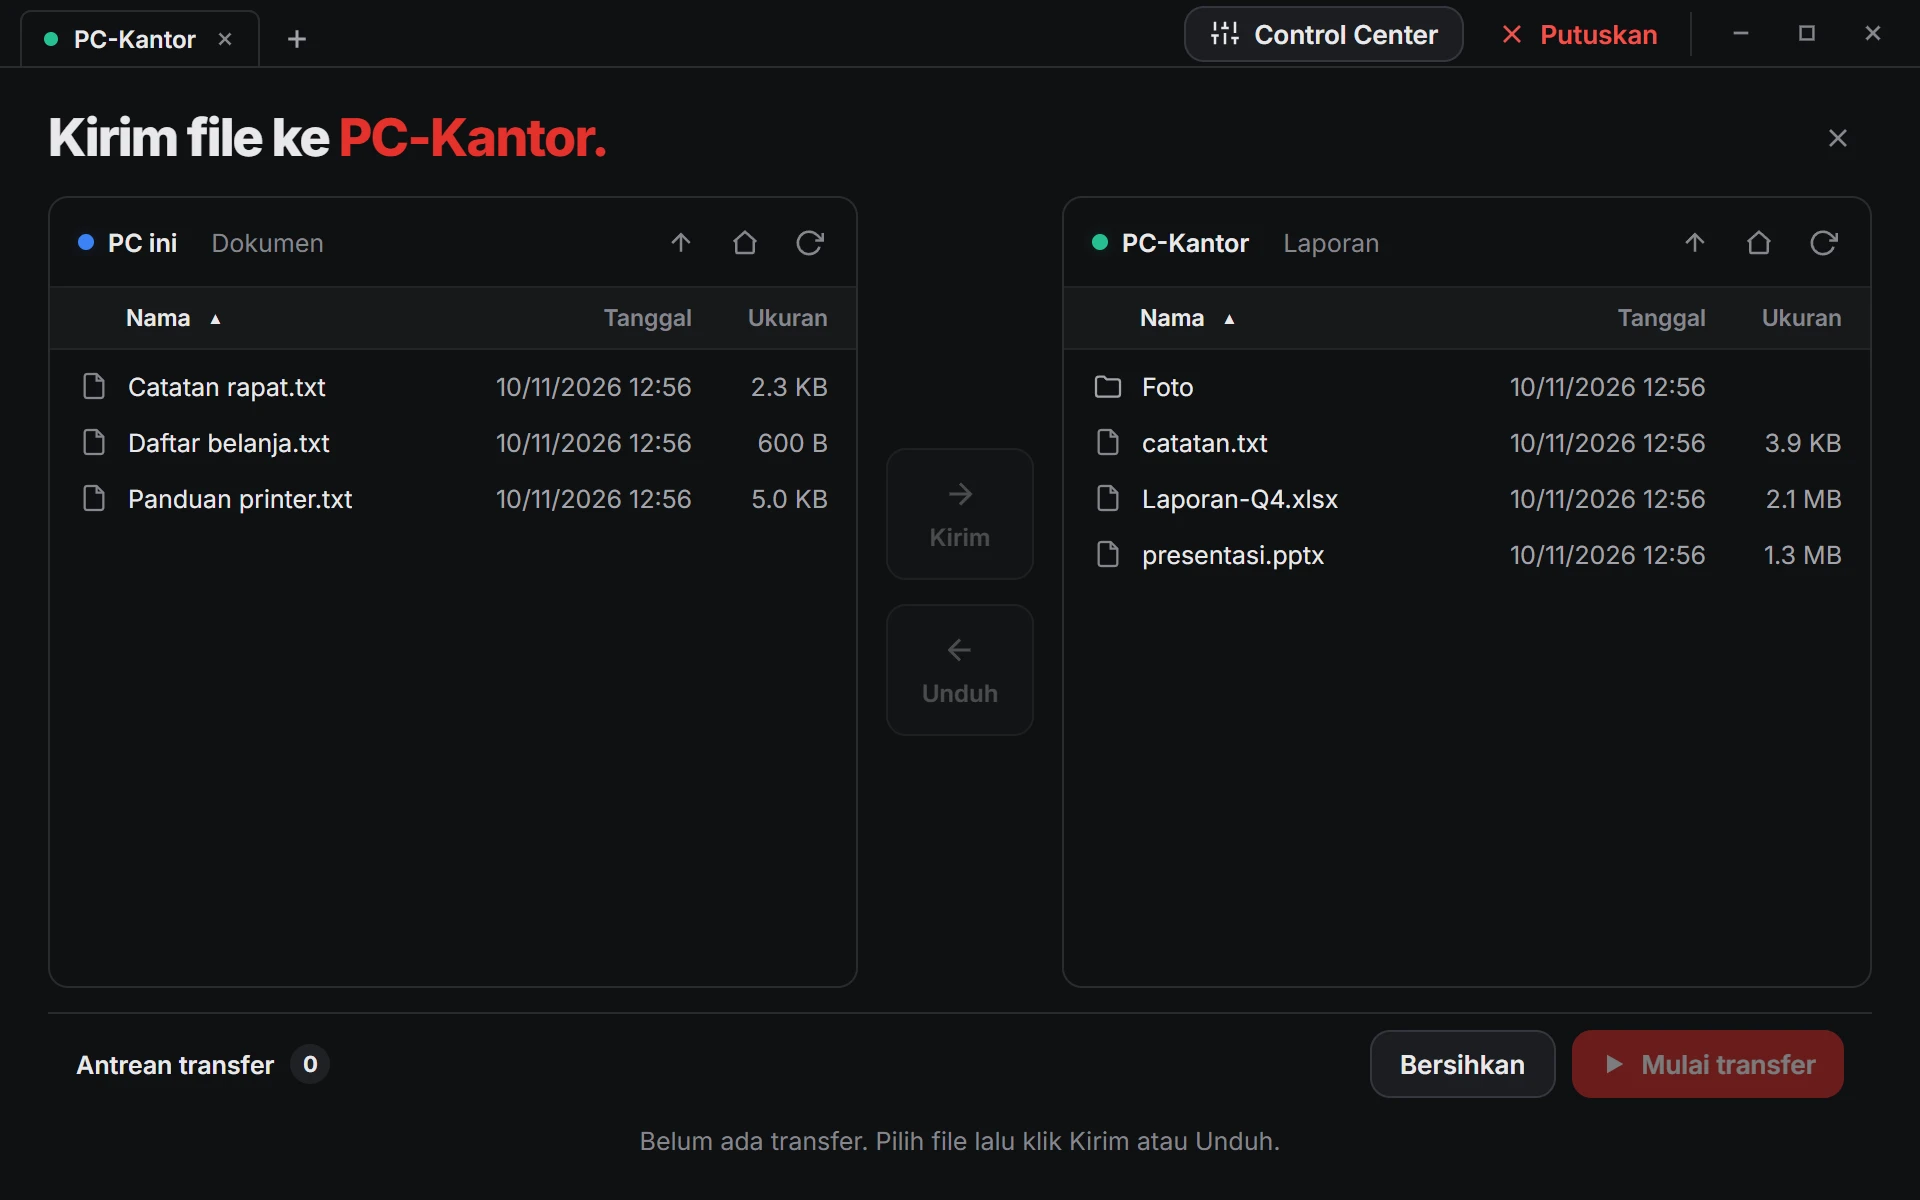 PC-Kantor
Control Center
Putuskan
Kirim file ke PC-Kantor.
PC ini Dokumen
Nama ▲ Tanggal Ukuran
Catatan rapat.txt 10/11/2026 12:56 2.3 KB
Daftar belanja.txt 10/11/2026 12:56 600 B
Panduan printer.txt 10/11/2026 12:56 5.0 KB
Kirim
Unduh
PC-Kantor Laporan
Nama ▲ Tanggal Ukuran
Foto 10/11/2026 12:56
catatan.txt 10/11/2026 12:56 3.9 KB
Laporan-Q4.xlsx 10/11/2026 12:56 2.1 MB
presentasi.pptx 10/11/2026 12:56 1.3 MB
Antrean transfer 0
Bersihkan
Mulai transfer
Belum ada transfer. Pilih file lalu klik Kirim atau Unduh.